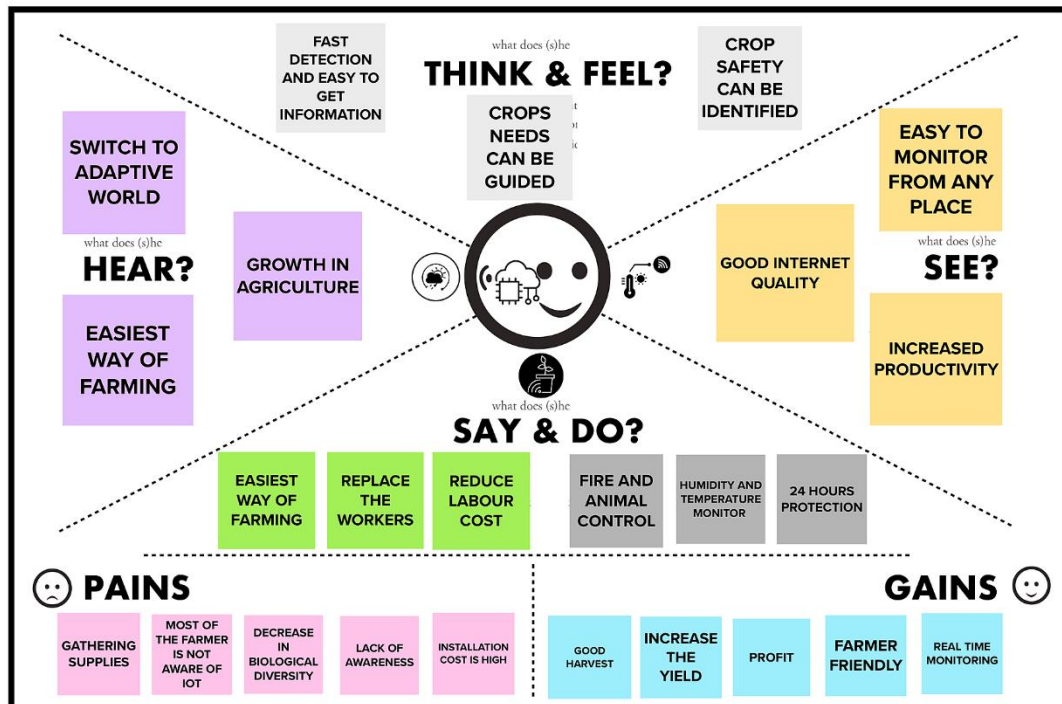 what does (s)he
THINK & FEEL?
FAST
DETECTION
AND EASY TO
GET
INFORMATION
CROPS
NEEDS
CAN BE
GUIDED
CROP
SAFETY
CAN BE
IDENTIFIED
SWITCH TO
ADAPTIVE
WORLD
what does (s)he
HEAR?
GROWTH IN
AGRICULTURE
EASIEST
WAY OF
FARMING
EASY TO
MONITOR
FROM ANY
PLACE
what does (s)he
SEE?
GOOD INTERNET
QUALITY
INCREASED
PRODUCTIVITY
what does (s)he
SAY & DO?
EASIEST
WAY OF
FARMING
REPLACE
THE
WORKERS
REDUCE
LABOUR
COST
FIRE AND
ANIMAL
CONTROL
HUMIDITY AND
TEMPERATURE
MONITOR
24 HOURS
PROTECTION
PAINS
GATHERING
SUPPLIES
MOST OF
THE FARMER
IS NOT
AWARE OF
IOT
DECREASE
IN
BIOLOGICAL
DIVERSITY
LACK OF
AWARENESS
INSTALLATION
COST IS HIGH
GAINS
GOOD
HARVEST
INCREASE
THE
YIELD
PROFIT
FARMER
FRIENDLY
REAL TIME
MONITORING